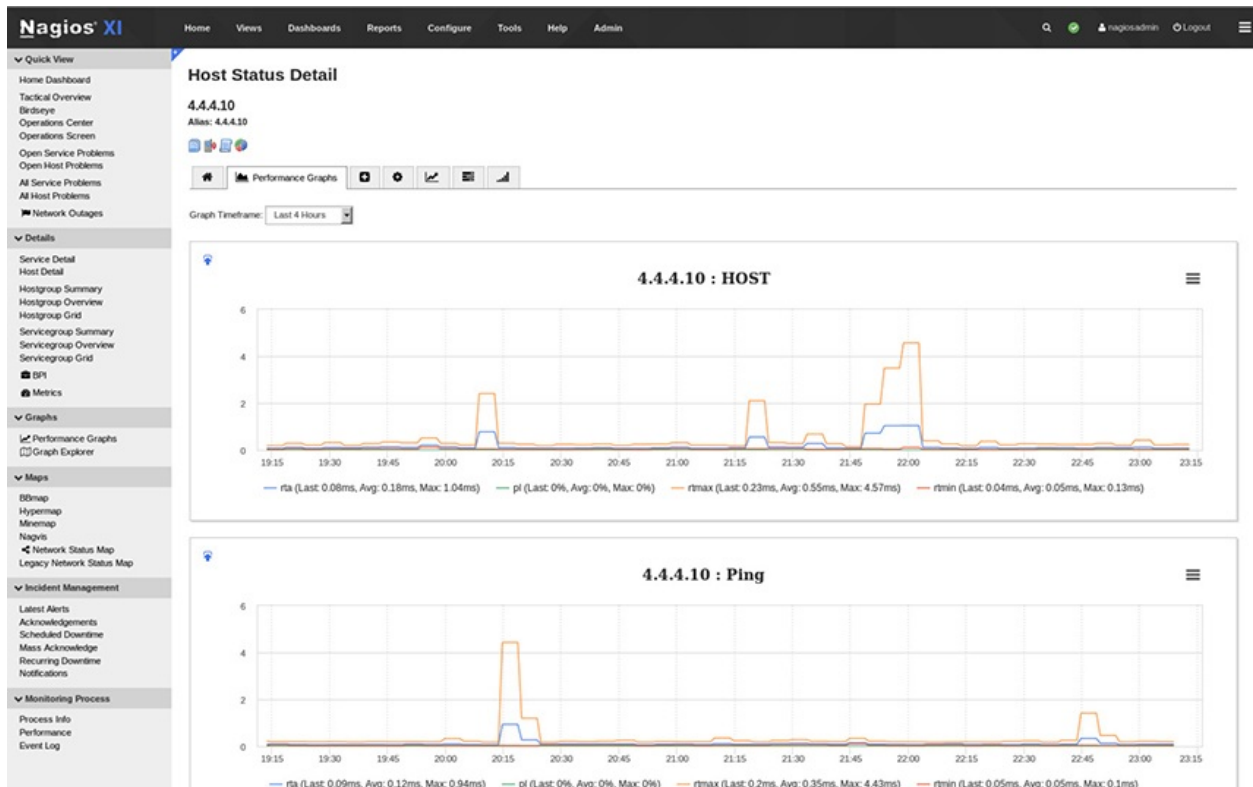 Nagios® XI
Home Views Dashboards Reports Configure Tools Help Admin
nagiosadmin Logout
Quick View
Home Dashboard
Tactical Overview
Birdseye
Operations Center
Operations Screen
Open Service Problems
Open Host Problems
All Service Problems
All Host Problems
Network Outages
Details
Service Detail
Host Detail
Hostgroup Summary
Hostgroup Overview
Hostgroup Grid
Servicegroup Summary
Servicegroup Overview
Servicegroup Grid
BPI
Metrics
Graphs
Performance Graphs
Graph Explorer
Maps
BBmap
Hypermap
Minemap
Nagvis
Network Status Map
Legacy Network Status Map
Incident Management
Latest Alerts
Acknowledgements
Scheduled Downtime
Mass Acknowledge
Recurring Downtime
Notifications
Monitoring Process
Process Info
Performance
Event Log
Host Status Detail
4.4.4.10
Alias: 4.4.4.10
Performance Graphs
Graph Timeframe: Last 4 Hours
4.4.4.10 : HOST
6
4
2
0
19:15 19:30 19:45 20:00 20:15 20:30 20:45 21:00 21:15 21:30 21:45 22:00 22:15 22:30 22:45 23:00 23:15
rta (Last: 0.08ms, Avg: 0.18ms, Max: 1.04ms) pl (Last: 0%, Avg: 0%, Max: 0%) rtmax (Last: 0.23ms, Avg: 0.55ms, Max: 4.57ms) rtmin (Last: 0.04ms, Avg: 0.05ms, Max: 0.13ms)
4.4.4.10 : Ping
6
4
2
0
19:15 19:30 19:45 20:00 20:15 20:30 20:45 21:00 21:15 21:30 21:45 22:00 22:15 22:30 22:45 23:00 23:15
rta (Last: 0.09ms, Avg: 0.12ms, Max: 0.94ms) pl (Last: 0%, Avg: 0%, Max: 0%) rtmax (Last: 0.2ms, Avg: 0.35ms, Max: 4.43ms) rtmin (Last: 0.05ms, Avg: 0.05ms, Max: 0.1ms)